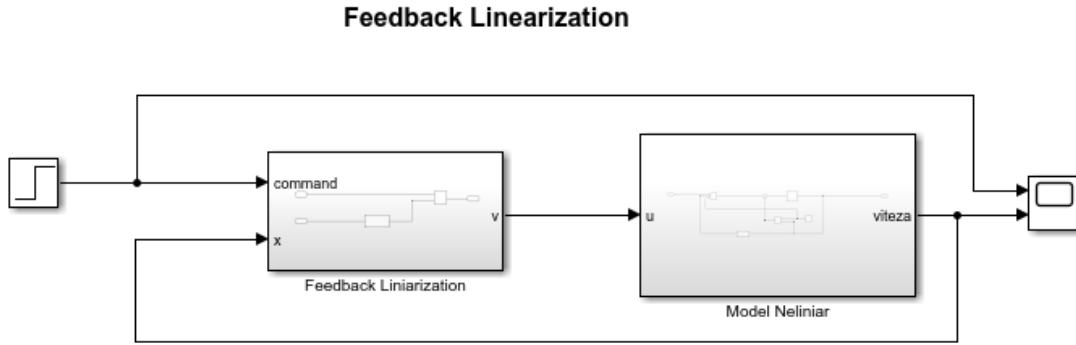 Feedback Linearization
command
x
v
Feedback Liniarization
u
viteza
Model Neliniar